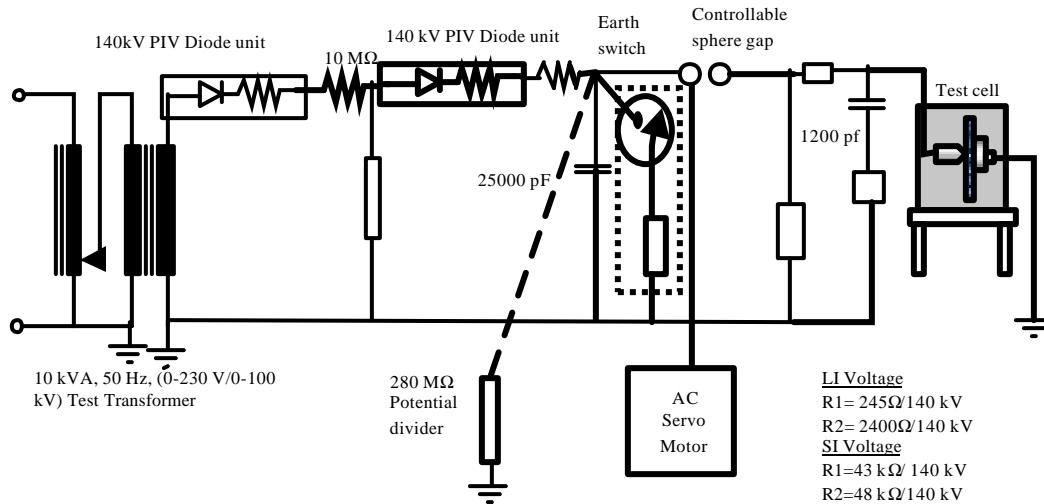 140kV PIV Diode unit
10 MΩ
140 kV PIV Diode unit
Earth
switch
Controllable
sphere gap
Test cell
1200 pf
25000 pF
10 kVA, 50 Hz, (0-230 V/0-100
kV) Test Transformer
280 MΩ
Potential
divider
AC
Servo
Motor
LI Voltage
R1= 245Ω/140 kV
R2= 2400Ω/140 kV
SI Voltage
R1=43 kΩ/ 140 kV
R2=48 kΩ/140 kV